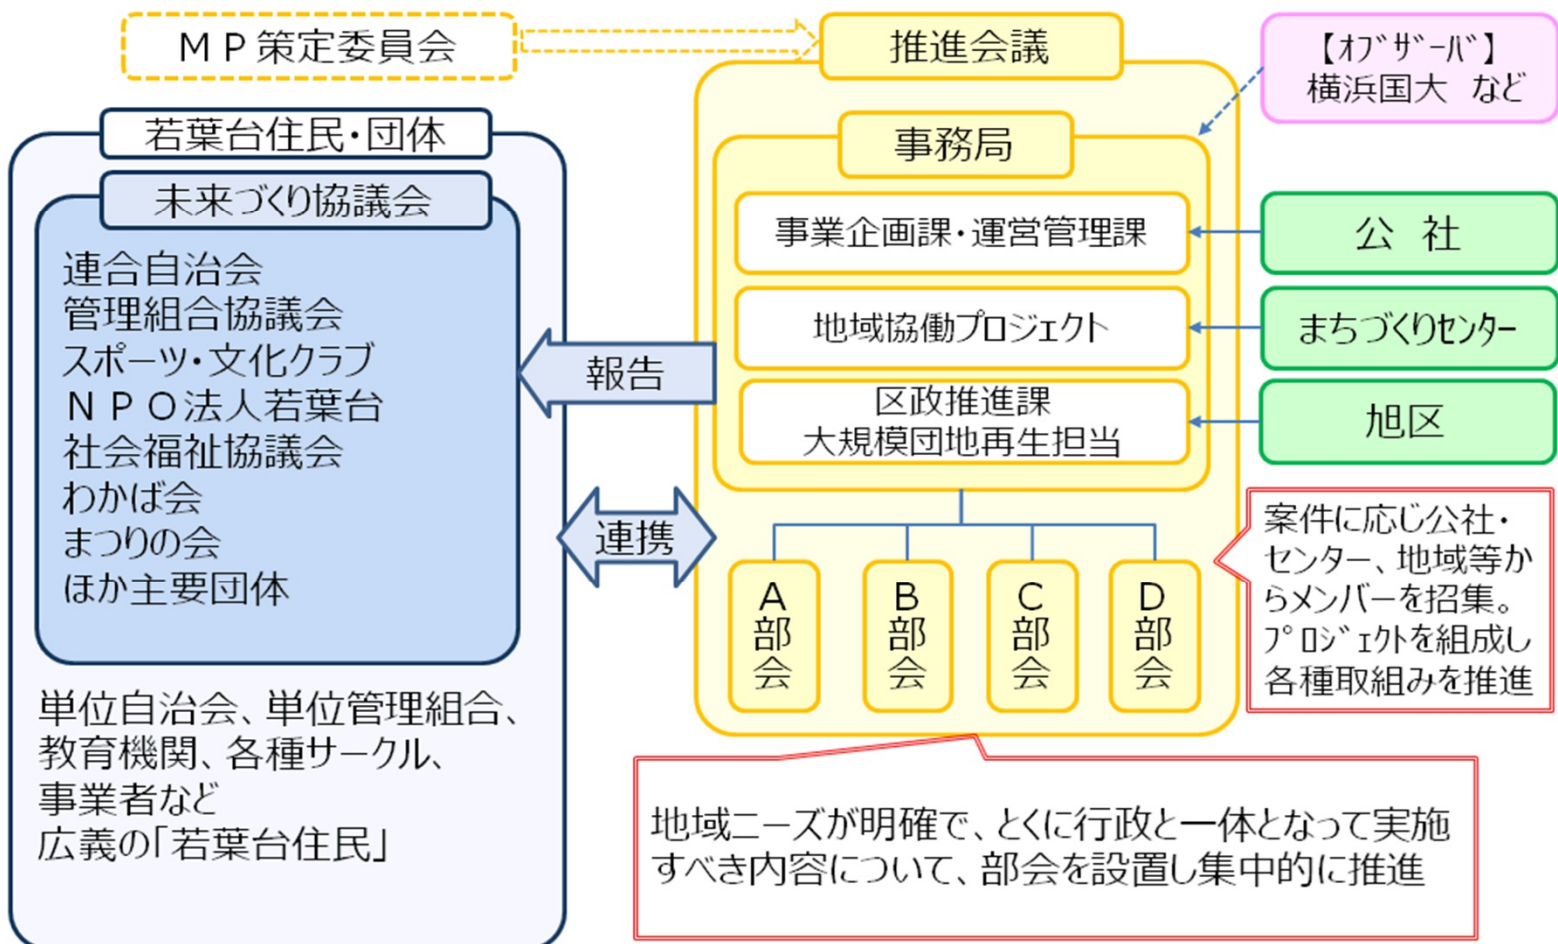 ＭＰ策定委員会
推進会議
【ｵﾌﾞｻﾞｰﾊﾞ】
横浜国大 など
若葉台住民・団体
未来づくり協議会
連合自治会
管理組合協議会
スポーツ・文化クラブ
ＮＰＯ法人若葉台
社会福祉協議会
わかば会
まつりの会
ほか主要団体
単位自治会、単位管理組合、
教育機関、各種サークル、
事業者など
広義の「若葉台住民」
報告
連携
事務局
事業企画課・運営管理課
地域協働プロジェクト
区政推進課
大規模団地再生担当
公 社
まちづくりセンター
旭区
Ａ部会
Ｂ部会
Ｃ部会
Ｄ部会
案件に応じ公社・
センター、地域等か
らメンバーを招集。
ﾌﾟﾛｼﾞｪｸﾄを組成し
各種取組みを推進
地域ニーズが明確で、とくに行政と一体となって実施
すべき内容について、部会を設置し集中的に推進